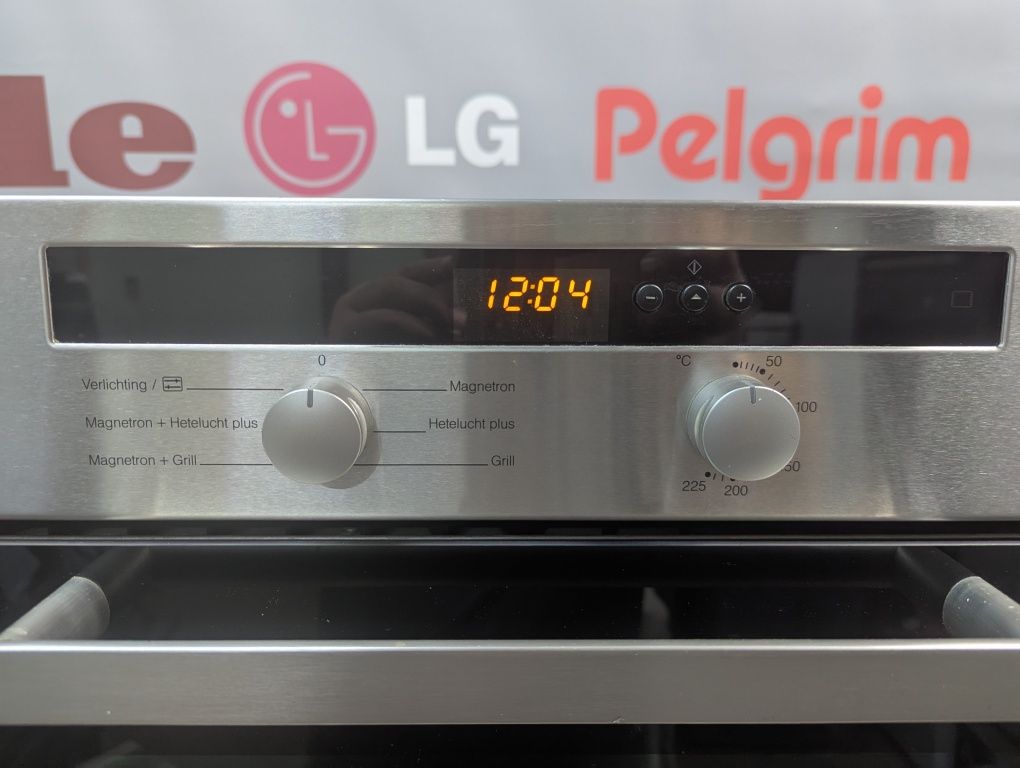 le
LG
Pelgrim
12:04
− +
0
Verlichting /
Magnetron
Magnetron + Hetelucht plus
Hetelucht plus
Magnetron + Grill
Grill
°C
50
100
50
200
225